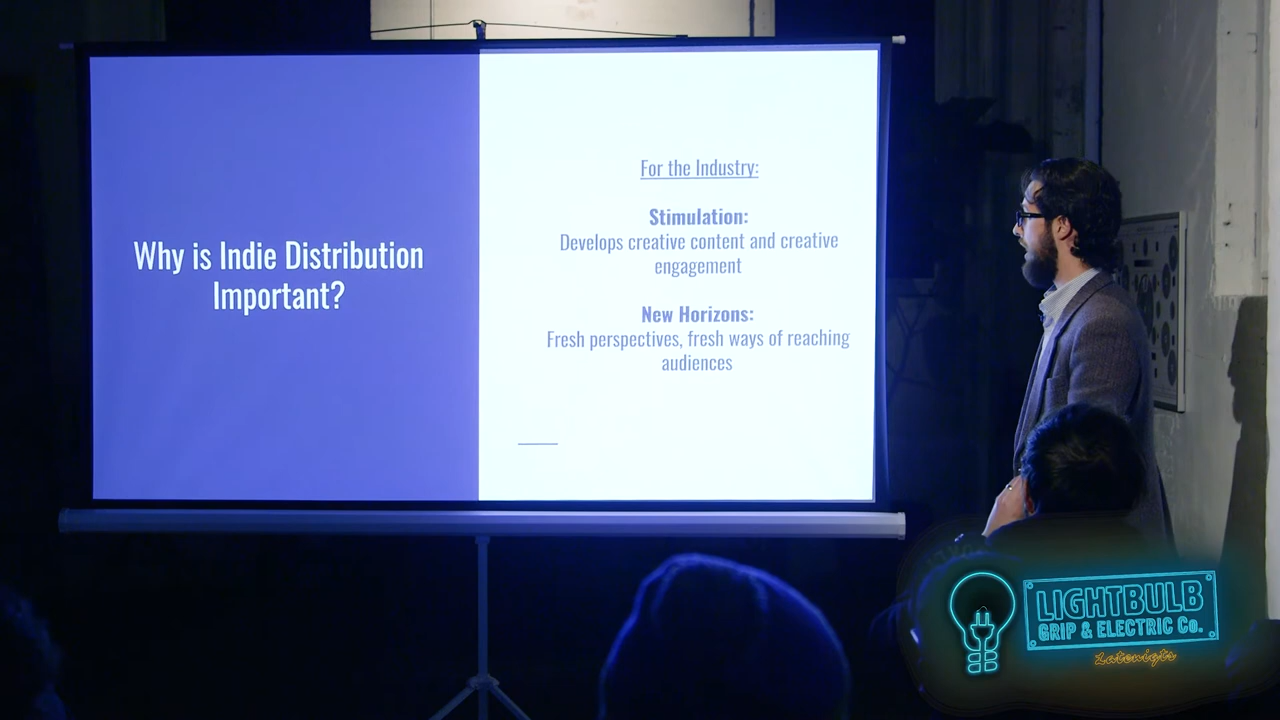 Why is Indie Distribution
Important?
For the Industry:
Stimulation:
Develops creative content and creative
engagement
New Horizons:
Fresh perspectives, fresh ways of reaching
audiences
LIGHTBULB
GRIP & ELECTRIC Co.
Latenigts